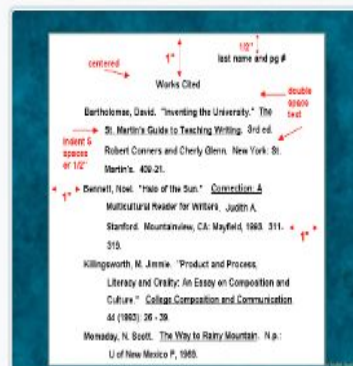 1/2"
1"
last name and pg #
centered
Works Cited
double
space
text
Bartholomae, David. "Inventing the University." The
St. Martin's Guide to Teaching Writing. 3rd ed.
Indent 5
spaces
or 1/2"
Robert Conners and Cherly Glenn. New York: St.
Martin's. 409-21.
1"
Bennett, Noel. "Halo of the Sun." Connection: A
Multicultural Reader for Writers, Judith A.
Stanford. Mountainview, CA: Mayfield, 1993. 311-
319.
1"
Killingsworth, M. Jimmie. "Product and Process,
Literacy and Orality: An Essay on Composition and
Culture." College Composition and Communication
44 (1993): 26 - 39.
Momaday, N. Scott. The Way to Rainy Mountain. N.p.:
U of New Mexico P, 1969.